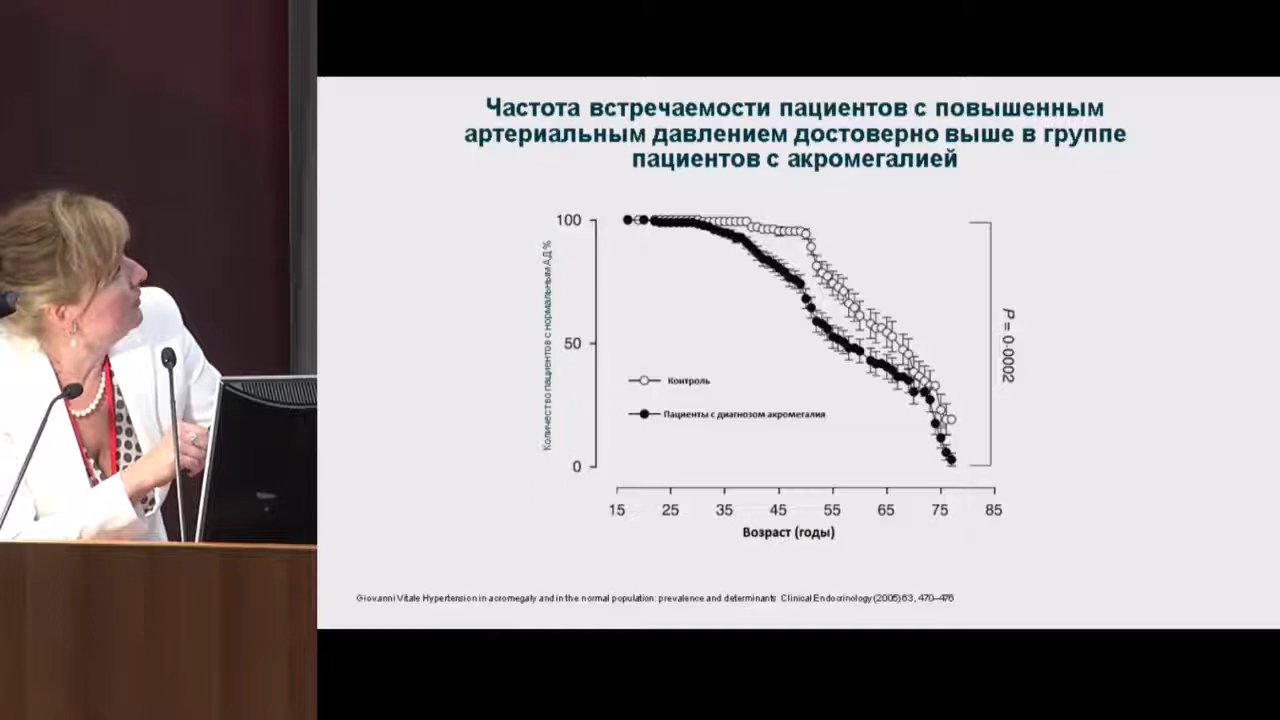 Частота встречаемости пациентов с повышенным
артериальным давлением достоверно выше в группе
пациентов с акромегалией
100
50
0
Количество пациентов с нормальным АД %
Контроль
Пациенты с диагнозом акромегалия
P = 0·0002
15 25 35 45 55 65 75 85
Возраст (годы)
Giovanni Vitale Hypertension in acromegaly and in the normal population: prevalence and determinants Clinical Endocrinology (2005) 63, 470–476